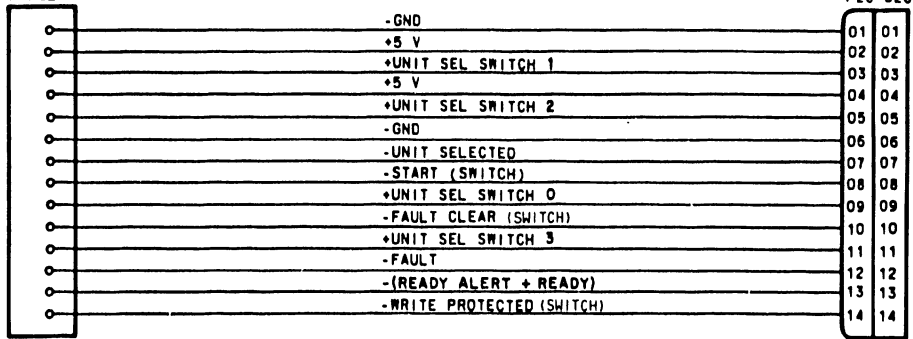 -GND 01 01
+5 V 02 02
+UNIT SEL SWITCH 1 03 03
+5 V 04 04
+UNIT SEL SWITCH 2 05 05
-GND 06 06
-UNIT SELECTED 07 07
-START (SWITCH) 08 08
+UNIT SEL SWITCH 0 09 09
-FAULT CLEAR (SWITCH) 10 10
+UNIT SEL SWITCH 3 11 11
-FAULT 12 12
-(READY ALERT + READY) 13 13
-WRITE PROTECTED (SWITCH) 14 14